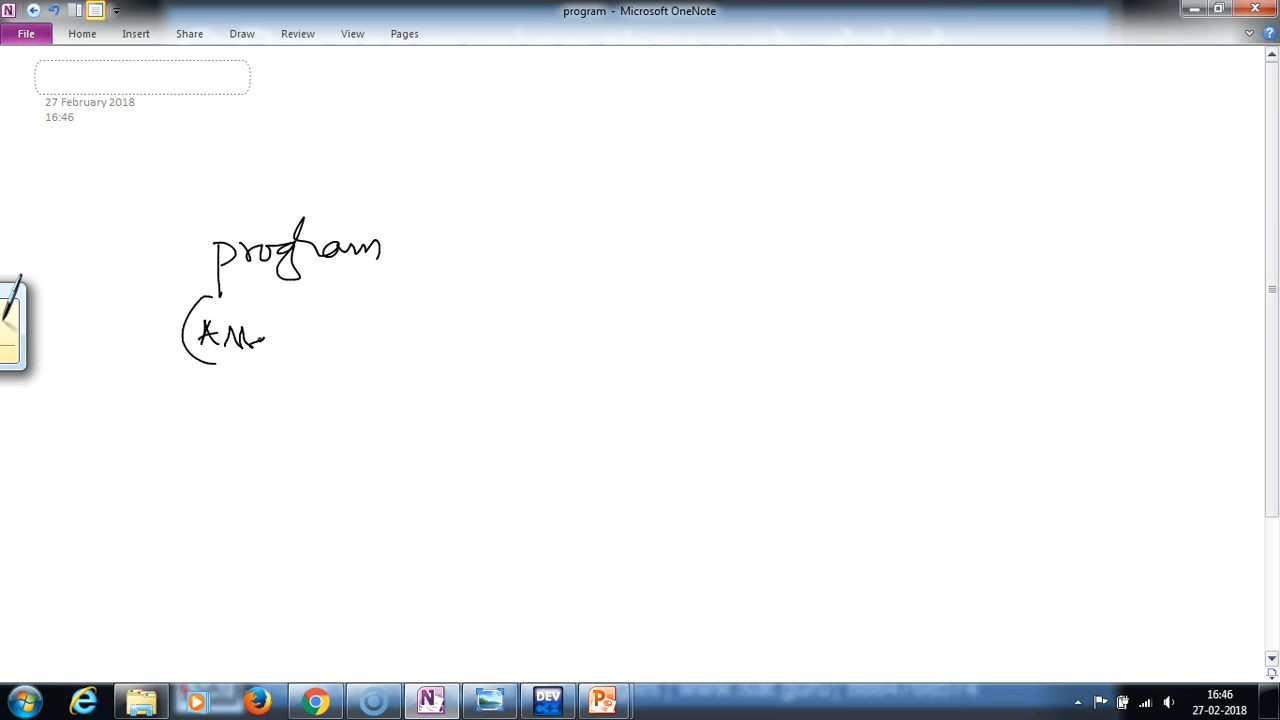 program - Microsoft OneNote
File Home Insert Share Draw Review View Pages
27 February 2018
16:46
program
DEV
C++
16:46
27-02-2018